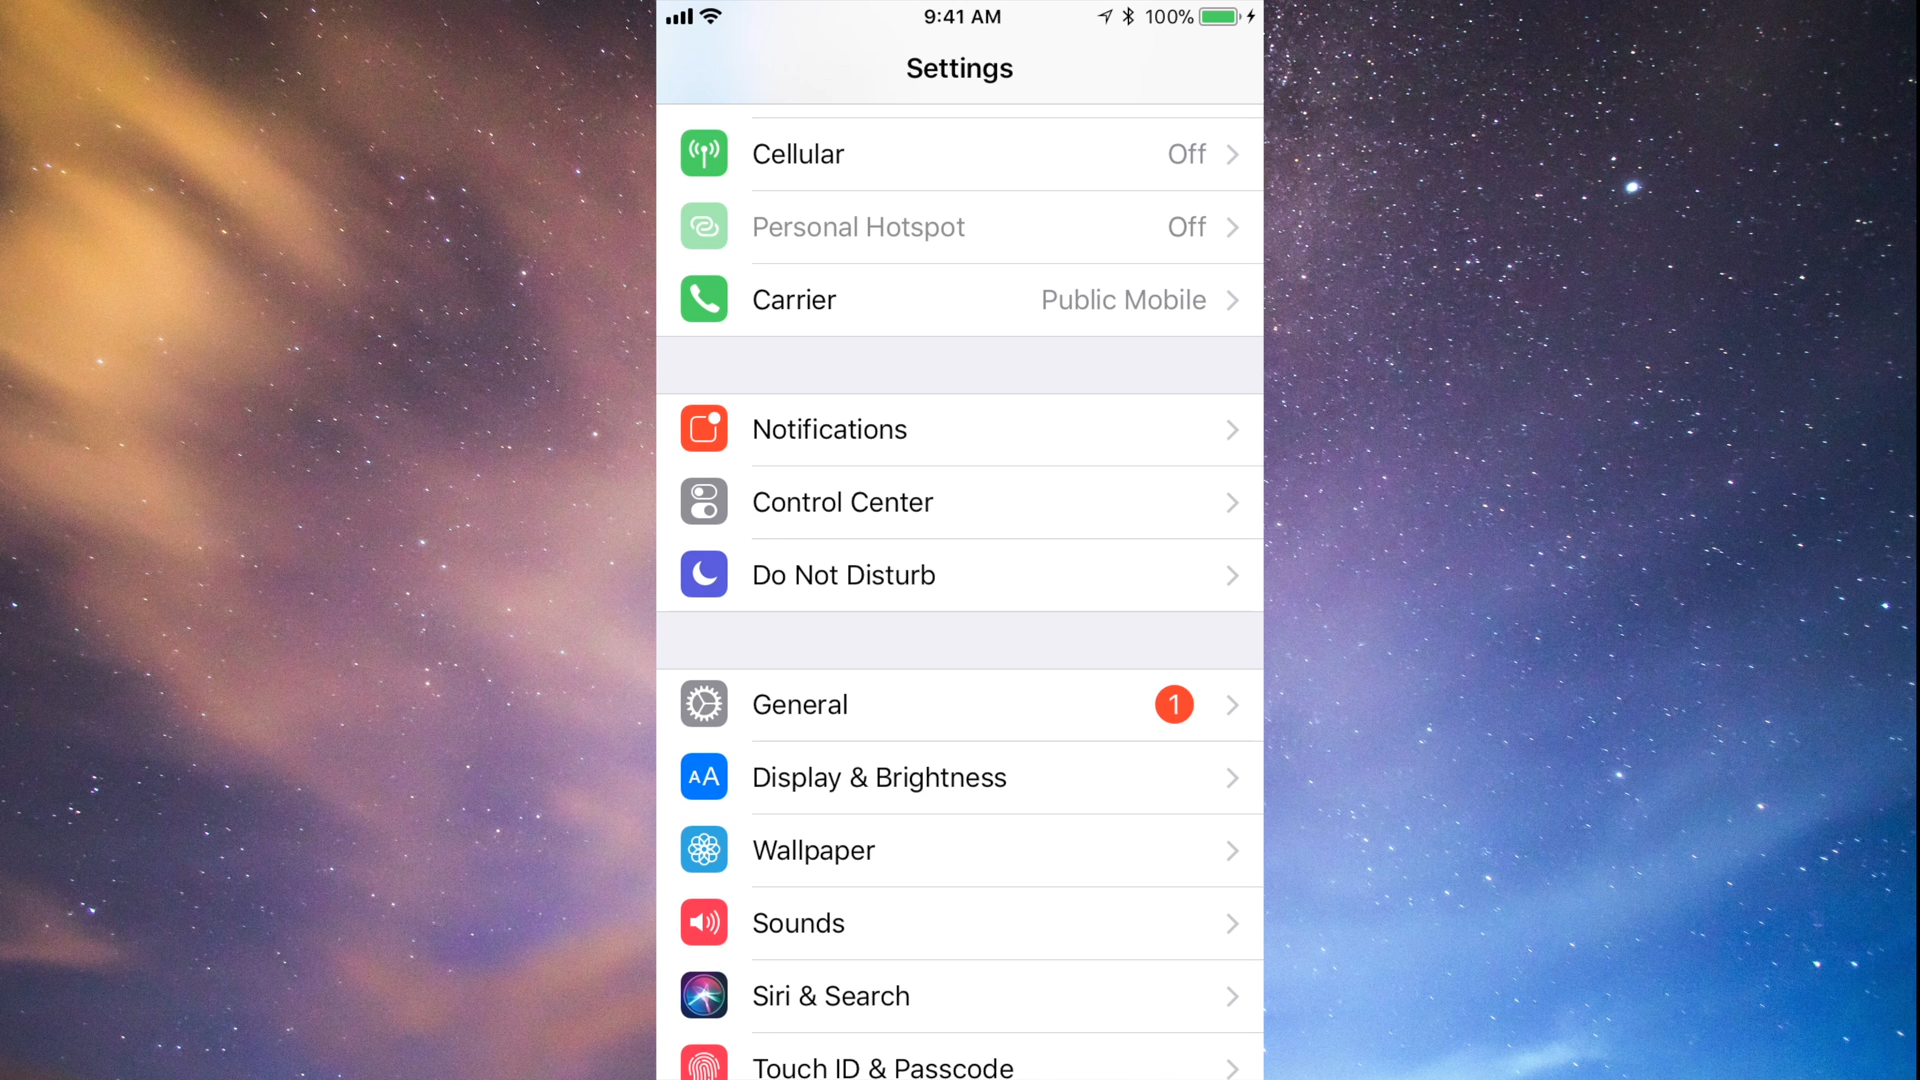 9:41 AM 100%
Settings
Cellular Off
Personal Hotspot Off
Carrier Public Mobile
Notifications
Control Center
Do Not Disturb
General 1
AA Display & Brightness
Wallpaper
Sounds
Siri & Search
Touch ID & Passcode